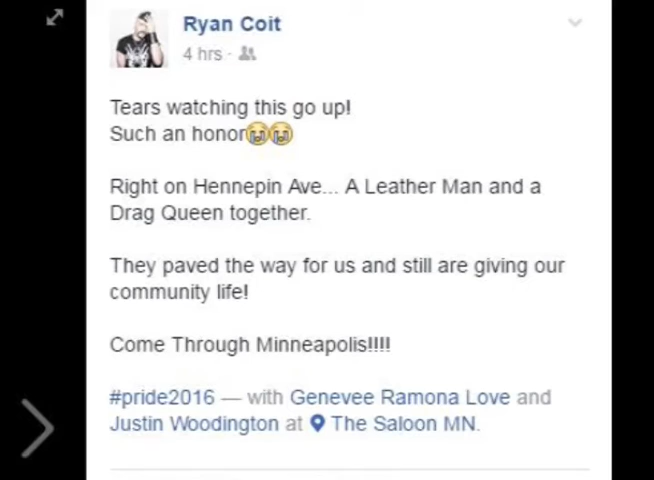 Ryan Coit
4 hrs ·
Tears watching this go up!
Such an honor😭😭
Right on Hennepin Ave... A Leather Man and a
Drag Queen together.
They paved the way for us and still are giving our
community life!
Come Through Minneapolis!!!!
#pride2016 — with Genevee Ramona Love and
Justin Woodington at The Saloon MN.